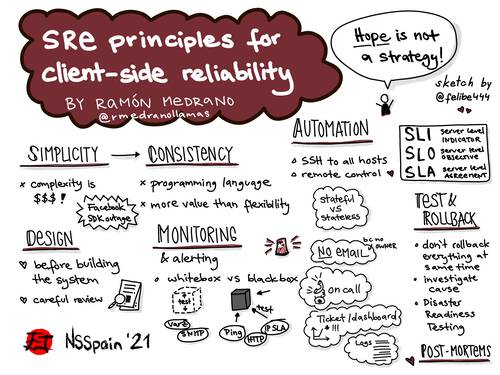 SRE principles for
client-side reliability
BY RAMÓN MEDRANO
@rmedranollamas
Hope is not
a strategy!
sketch by
@felibe444
SIMPLICITY → CONSISTENCY
x complexity is
$$$ !
Facebook
SDK outage
x programming language
x more value than flexibility
AUTOMATION
SSH to all hosts
remote control
SLI SERVER LEVEL INDICATOR
SLO SERVER LEVEL OBJECTIVE
SLA SERVER LEVEL AGREEMENT
DESIGN
before building
the system
careful review
MONITORING
& alerting
whitebox vs blackbox
test
varz
SNMP
test
Ping
HTTP
IPSLA
stateful
vs
stateless
NO EMAIL
bc no
owner
on call
Ticket/dashboard
!!!
Logs
TEST &
ROLLBACK
don't rollback
everything at
same time
investigate
cause
Disaster
Readiness
Testing
POST-MORTEMS
NSSpain '21